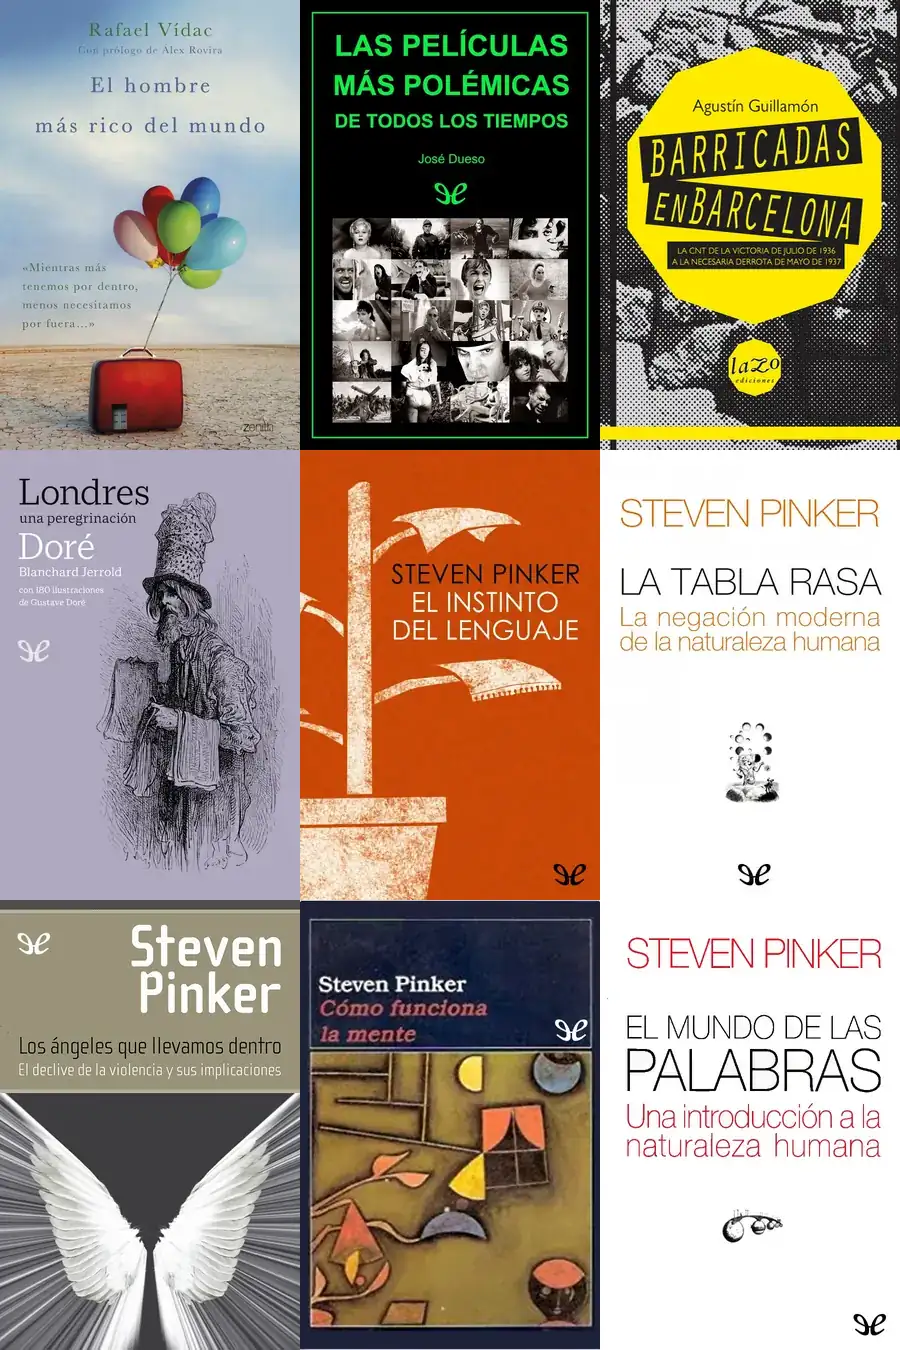 Rafael Vídac
Con prólogo de Álex Rovira
El hombre
más rico del mundo
«Mientras más
tenemos por dentro,
menos necesitamos
por fuera...»
zenith
LAS PELÍCULAS
MÁS POLÉMICAS
DE TODOS LOS TIEMPOS
José Dueso
Agustín Guillamón
BARRICADAS
EN BARCELONA
LA CNT DE LA VICTORIA DE JULIO DE 1936
A LA NECESARIA DERROTA DE MAYO DE 1937
laZo
ediciones
Londres
una peregrinación
Doré
Blanchard Jerrold
con 180 ilustraciones
de Gustave Doré
STEVEN PINKER
EL INSTINTO
DEL LENGUAJE
STEVEN PINKER
LA TABLA RASA
La negación moderna
de la naturaleza humana
Steven
Pinker
Los ángeles que llevamos dentro
El declive de la violencia y sus implicaciones
Steven Pinker
Cómo funciona
la mente
STEVEN PINKER
EL MUNDO DE LAS
PALABRAS
Una introducción a la
naturaleza humana